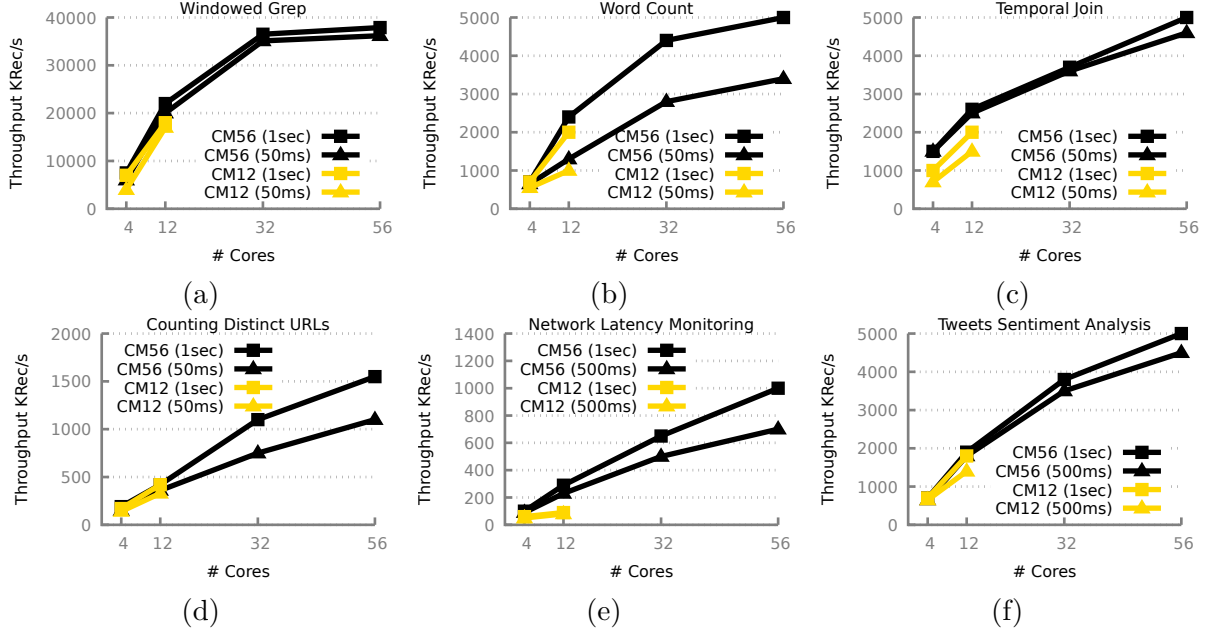 Windowed Grep
Throughput KRec/s
40000
30000
20000
10000
0
CM56 (1sec)
CM56 (50ms)
CM12 (1sec)
CM12 (50ms)
4 12 32 56
# Cores
(a)
Word Count
Throughput KRec/s
5000
4000
3000
2000
1000
0
CM56 (1sec)
CM56 (50ms)
CM12 (1sec)
CM12 (50ms)
4 12 32 56
# Cores
(b)
Temporal Join
Throughput KRec/s
5000
4000
3000
2000
1000
0
CM56 (1sec)
CM56 (50ms)
CM12 (1sec)
CM12 (50ms)
4 12 32 56
# Cores
(c)
Counting Distinct URLs
Throughput KRec/s
2000
1500
1000
500
0
CM56 (1sec)
CM56 (50ms)
CM12 (1sec)
CM12 (50ms)
4 12 32 56
# Cores
(d)
Network Latency Monitoring
Throughput KRec/s
1400
1200
1000
800
600
400
200
0
CM56 (1sec)
CM56 (500ms)
CM12 (1sec)
CM12 (500ms)
4 12 32 56
# Cores
(e)
Tweets Sentiment Analysis
Throughput KRec/s
5000
4000
3000
2000
1000
0
CM56 (1sec)
CM56 (500ms)
CM12 (1sec)
CM12 (500ms)
4 12 32 56
# Cores
(f)